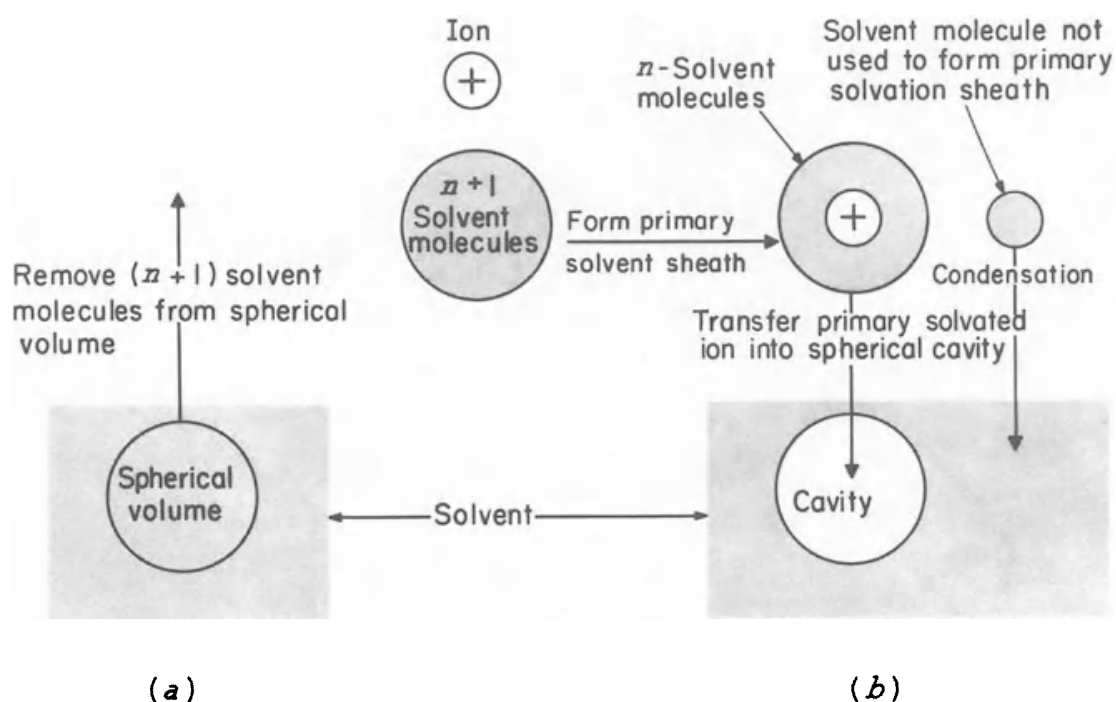 Ion
n+1
Solvent
molecules
n-Solvent
molecules
Solvent molecule not
used to form primary
solvation sheath
Form primary
solvent sheath
Condensation
Remove (n+1) solvent
molecules from spherical
volume
Transfer primary solvated
ion into spherical cavity
Spherical
volume
Solvent
Cavity
(a)
(b)